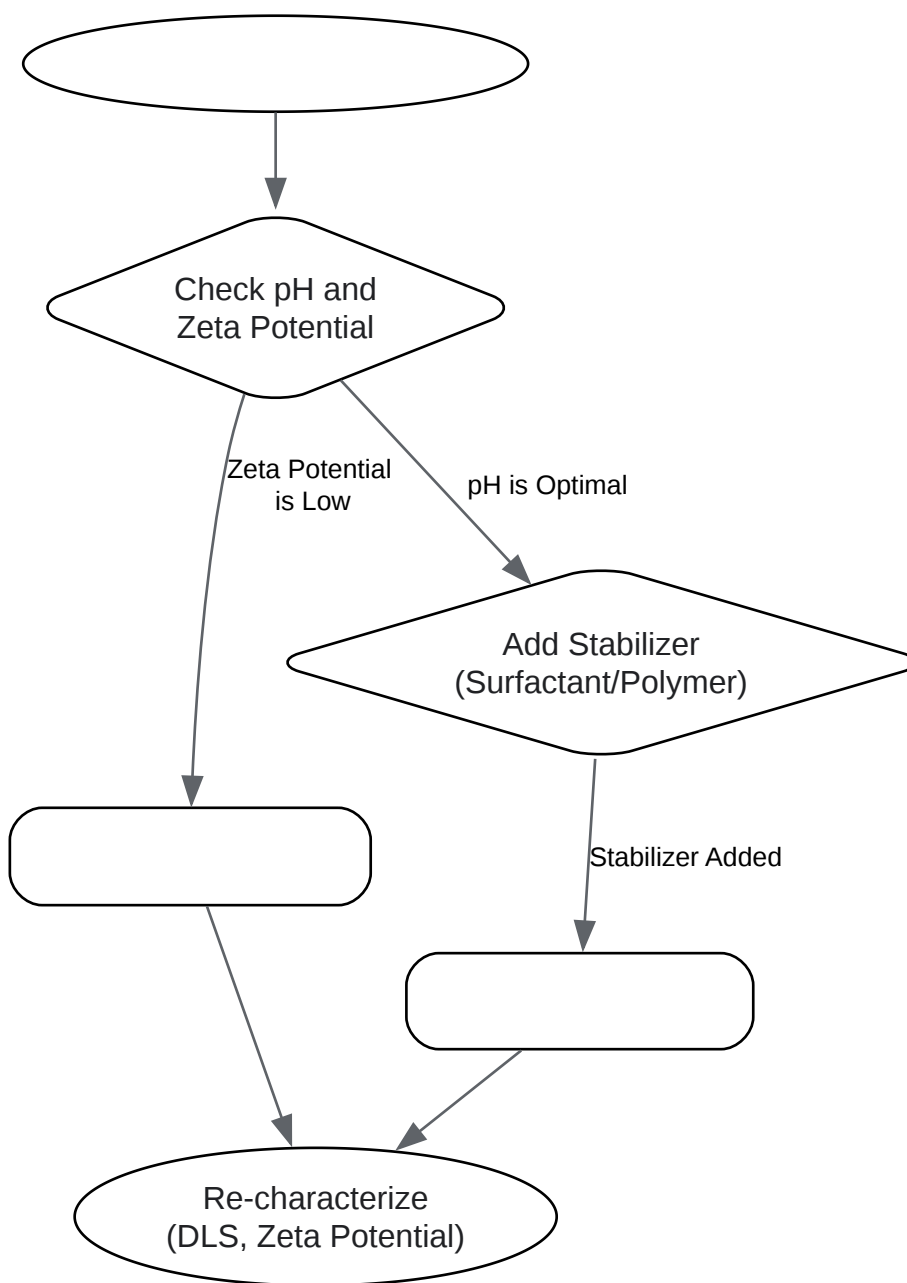 Check pH and
Zeta Potential
Zeta Potential
is Low
pH is Optimal
Add Stabilizer
(Surfactant/Polymer)
Stabilizer Added
Re-characterize
(DLS, Zeta Potential)